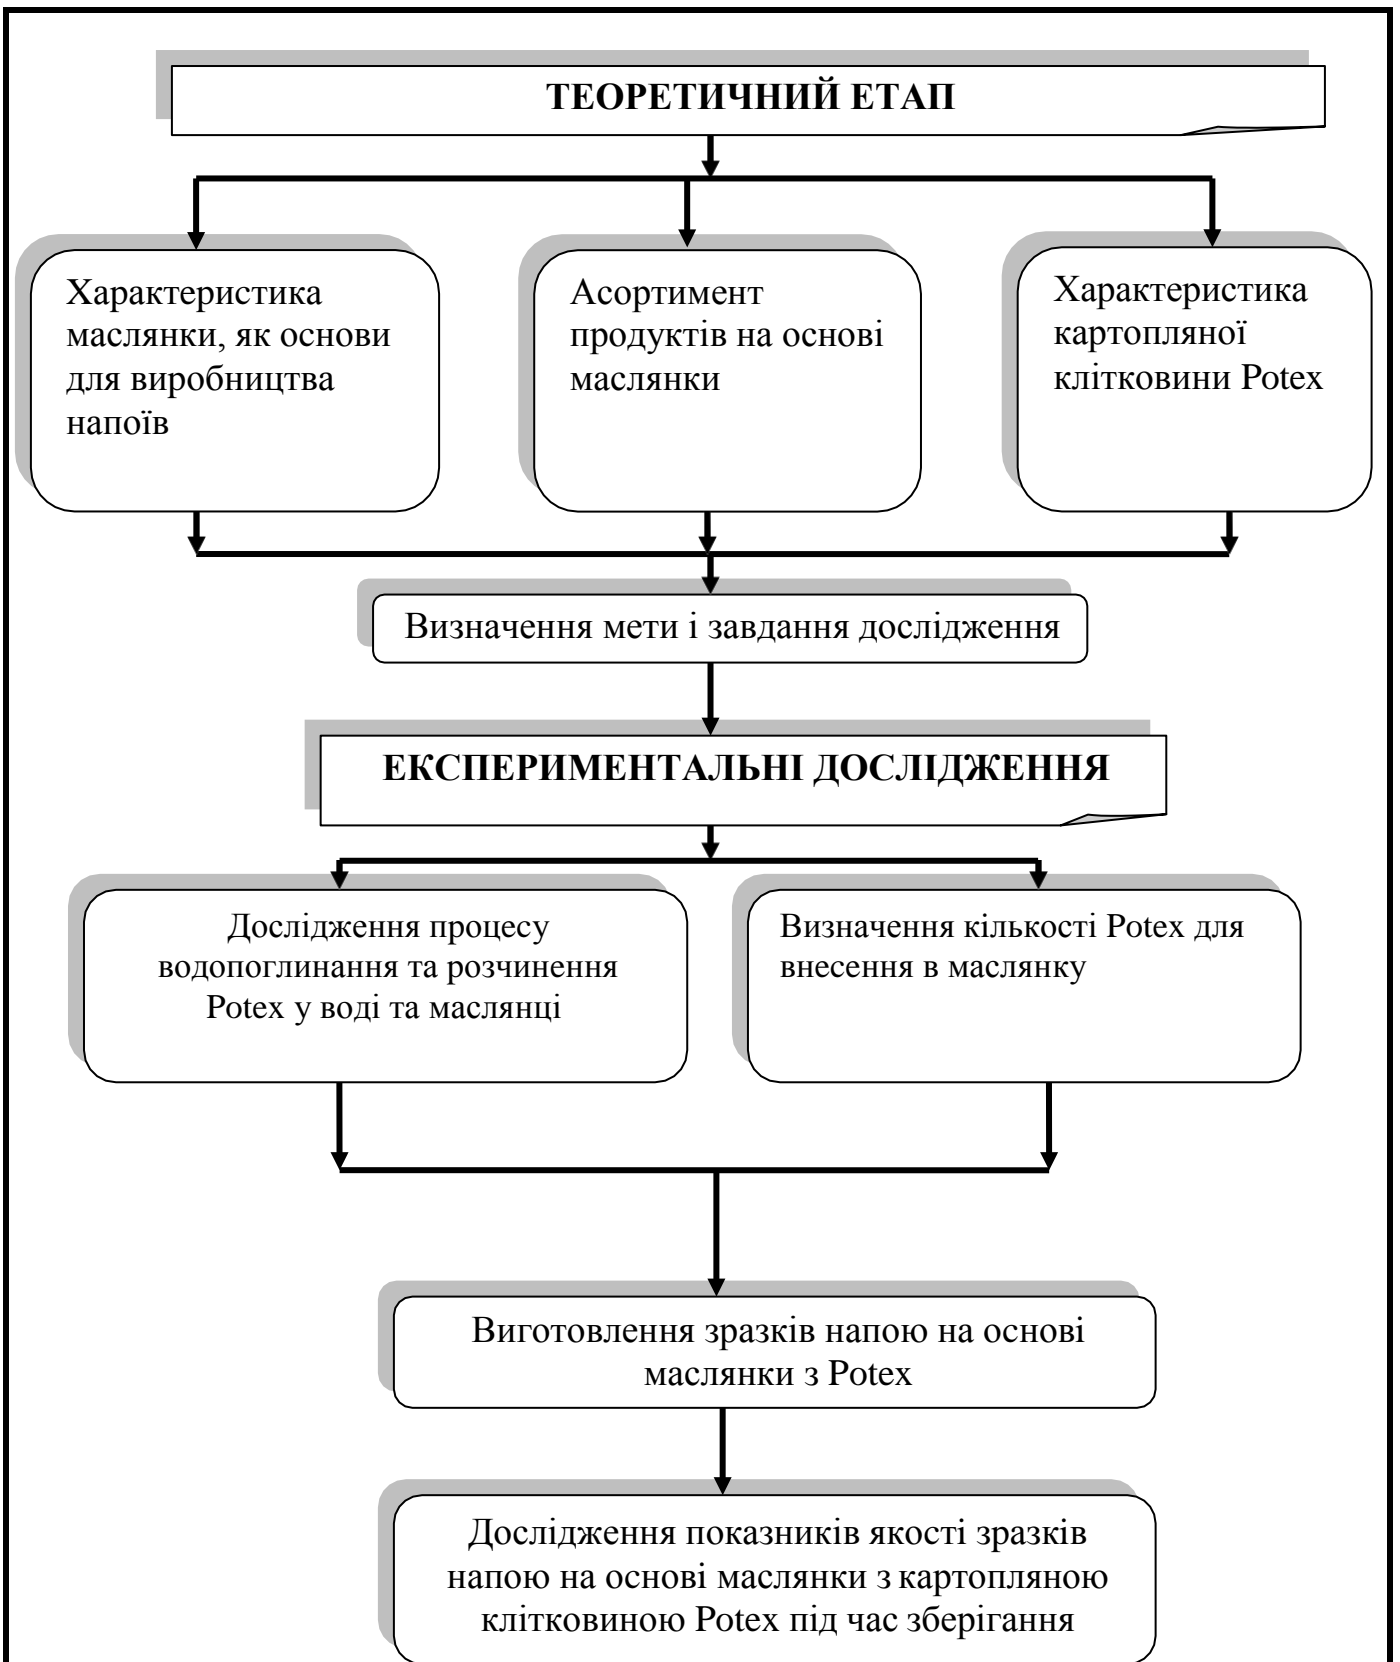 ТЕОРЕТИЧНИЙ ЕТАП
Характеристика
маслянки, як основи
для виробництва
напоїв
Асортимент
продуктів на основі
маслянки
Характеристика
картопляної
клітковини Potex
Визначення мети і завдання дослідження
ЕКСПЕРИМЕНТАЛЬНІ ДОСЛІДЖЕННЯ
Дослідження процесу
водопоглинання та розчинення
Potex у воді та маслянці
Визначення кількості Potex для
внесення в маслянку
Виготовлення зразків напою на основі
маслянки з Potex
Дослідження показників якості зразків
напою на основі маслянки з картопляною
клітковиною Potex під час зберігання